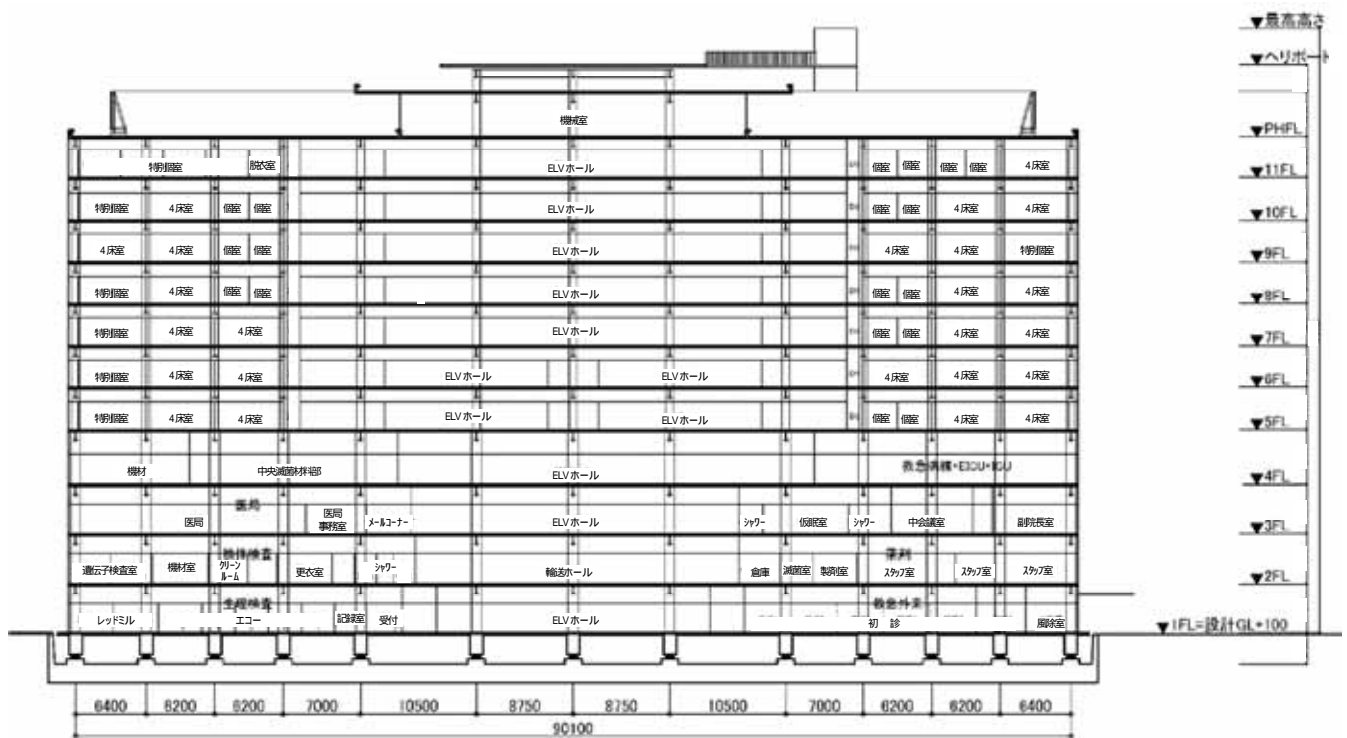 ▼最高高さ
▼ヘリポート
機械室
▼PHFL
特別個室 脱衣室 ELVホール 個室 個室 個室 個室 4床室
▼11FL
特別個室 4床室 個室 個室 ELVホール 個室 個室 4床室 4床室
▼10FL
4床室 4床室 個室 個室 ELVホール 4床室 4床室 特別個室
▼9FL
特別個室 4床室 個室 個室 ELVホール 個室 個室 4床室 4床室
▼8FL
特別個室 4床室 4床室 ELVホール 個室 個室 4床室 4床室
▼7FL
特別個室 4床室 4床室 ELVホール ELVホール 4床室 4床室 4床室
▼6FL
特別個室 4床室 4床室 ELVホール ELVホール 個室 個室 4床室 4床室
▼5FL
機材 中央滅菌材料部 ELVホール 救急病棟・EICU・ICU
▼4FL
医局
医局 医局事務室 メールコーナー ELVホール シャワー 仮眠室 シャワー 中会議室 副院長室
▼3FL
検体検査 薬剤
遺伝子検査室 機材室 クリーンルーム 更衣室 シャワー 輸送ホール 倉庫 滅菌室 製剤室 スタッフ室 スタッフ室 スタッフ室
▼2FL
生理検査 救急外来
レッドミル エコー 記録室 受付 ELVホール 初 診 風除室
▼1FL=設計GL+100
6400 6200 6200 7000 10500 8750 8750 10500 7000 6200 6200 6400
90100